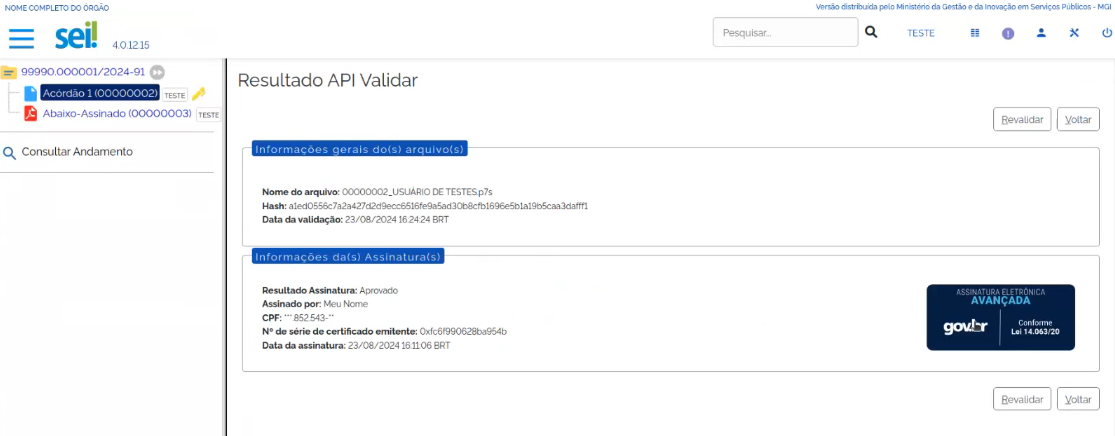 NOME COMPLETO DO ÓRGÃO
Versão distribuída pelo Ministério da Gestão e da Inovação em Serviços Públicos - MGI
sei!
4.0.12.15
Pesquisar...
TESTE
99990.000001/2024-91
Acórdão 1 (00000002) TESTE
Abaixo-Assinado (00000003) TESTE
Consultar Andamento
Resultado API Validar
Revalidar Voltar
Informações gerais do(s) arquivo(s)
Nome do arquivo: 00000002_USUÁRIO DE TESTES.p7s
Hash: a1ed0556c7a2a427d2d9ecc6516fe9a5ad30b8cfb1696e5b1a19b5caa3dafff1
Data da validação: 23/08/2024 16:24:24 BRT
Informações da(s) Assinatura(s)
Resultado Assinatura: Aprovado
Assinado por: Meu Nome
CPF: ***.852.543-**
Nº de série de certificado emitente: 0xfc6f990628ba954b
Data da assinatura: 23/08/2024 16:11:06 BRT
ASSINATURA ELETRÔNICA
AVANÇADA
gov.br
Conforme
Lei 14.063/20
Revalidar Voltar